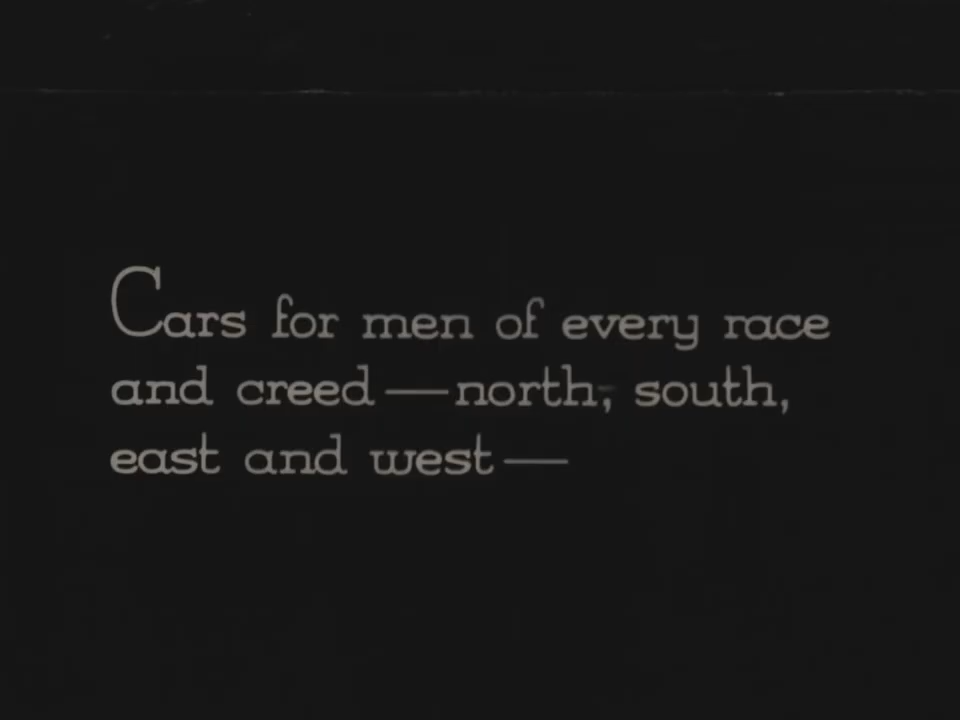 Cars for men of every race
and creed — north, south,
east and west —